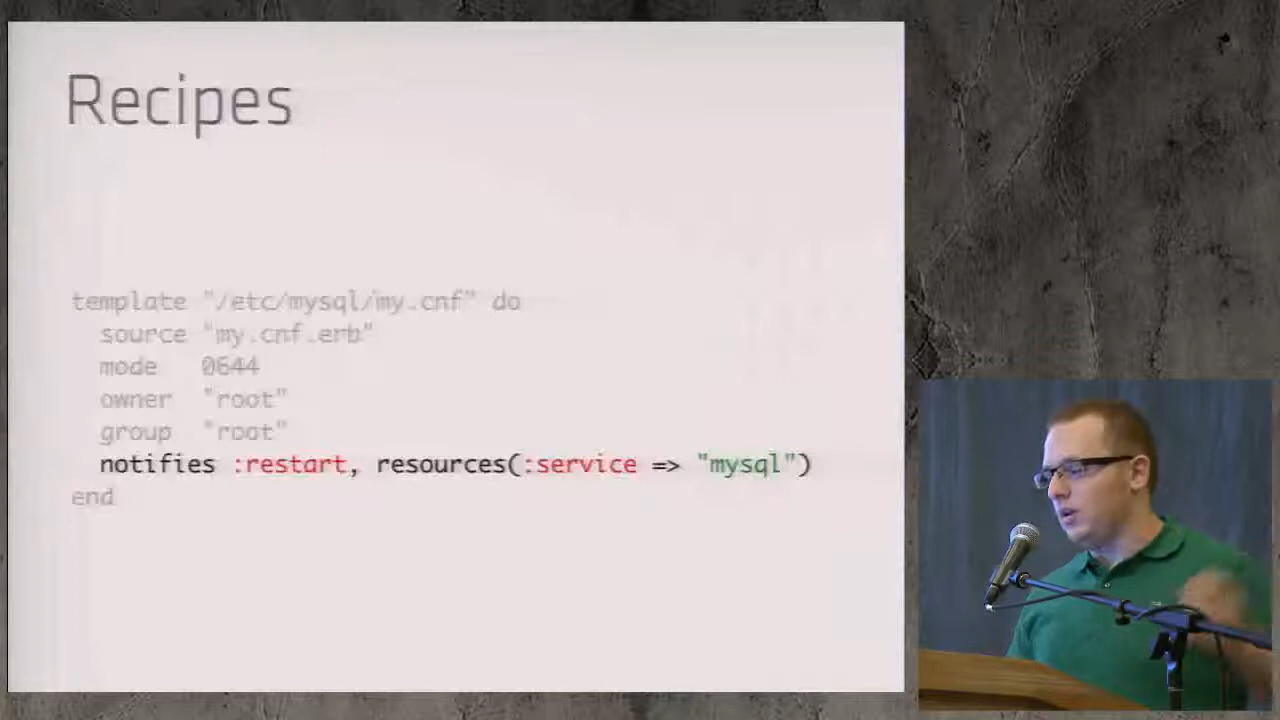 Recipes
template "/etc/mysql/my.cnf" do
  source "my.cnf.erb"
  mode   0644
  owner  "root"
  group  "root"
  notifies :restart, resources(:service => "mysql")
end